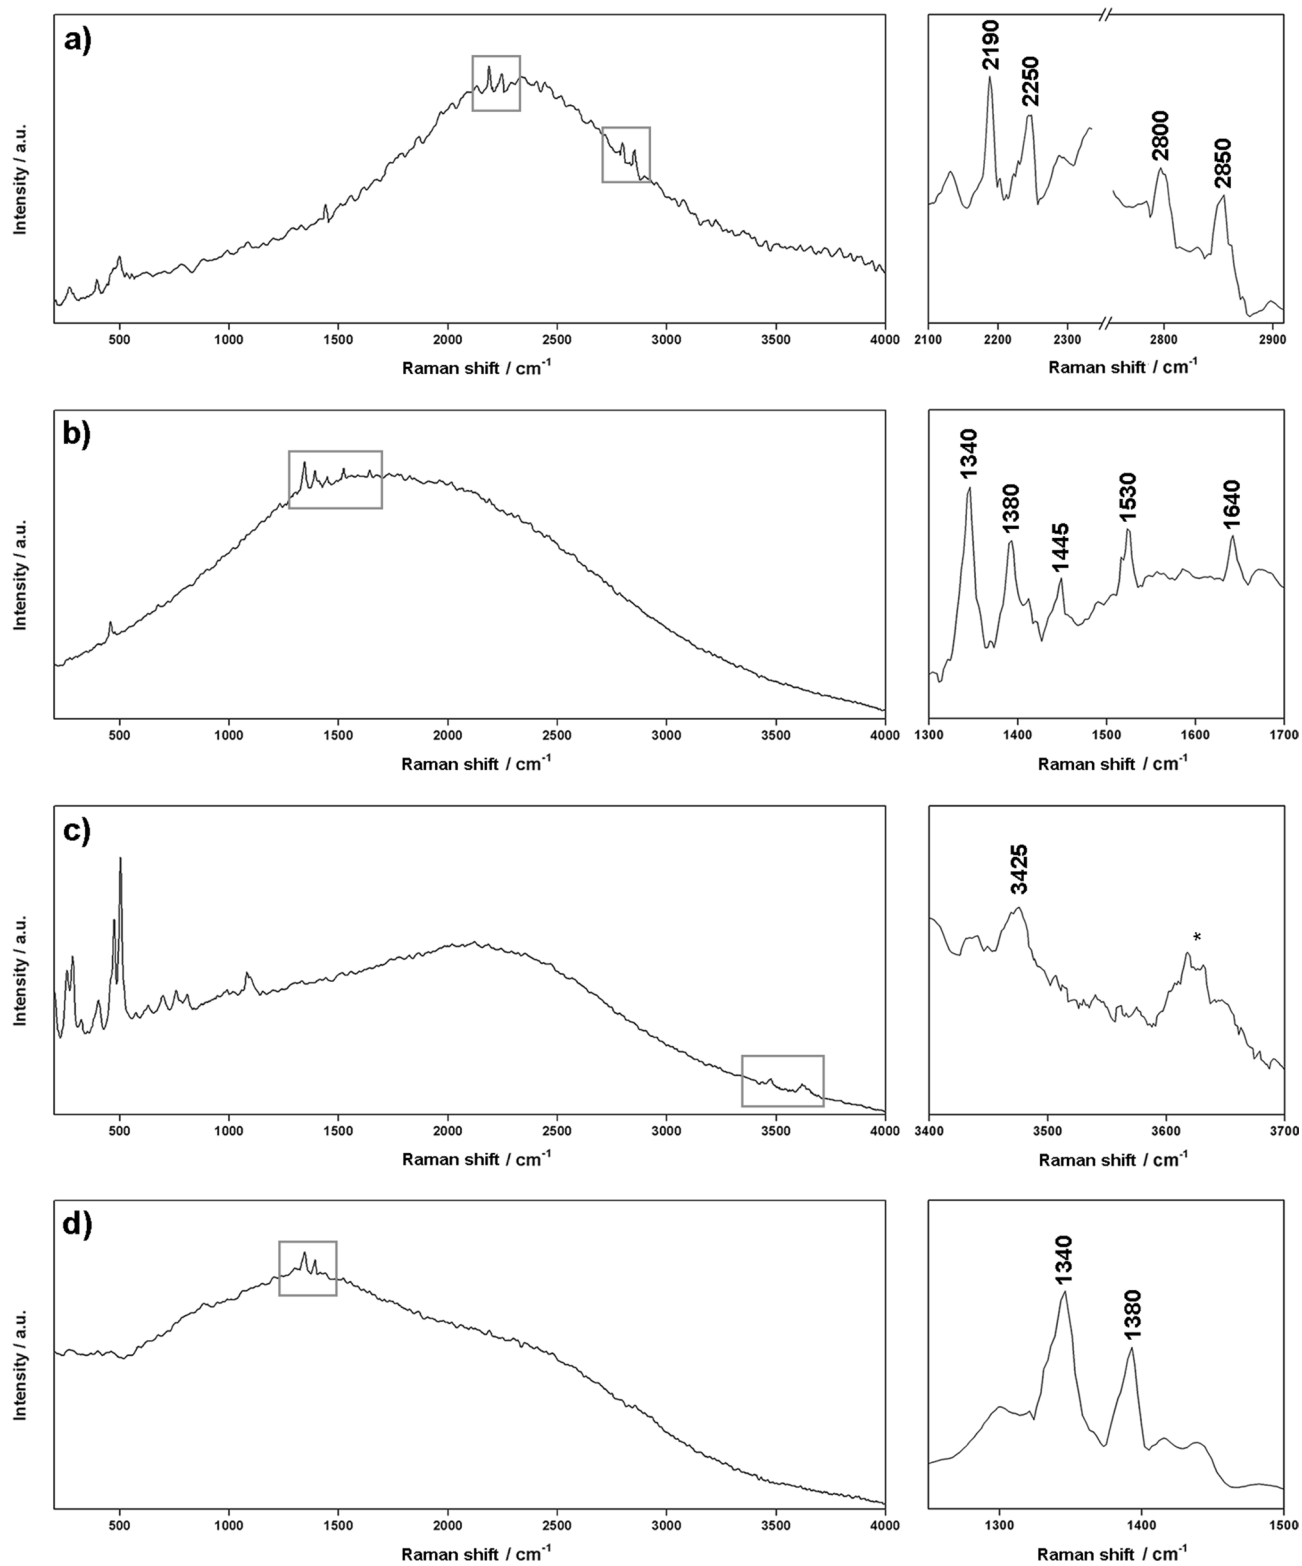 a)
2190
2250
2800
2850
Intensity / a.u.
500 1000 1500 2000 2500 3000 3500 4000
2100 2200 2300 2800 2900
Raman shift / cm-1
Raman shift / cm-1
b)
1340
1380
1445
1530
1640
Intensity / a.u.
500 1000 1500 2000 2500 3000 3500 4000
1300 1400 1500 1600 1700
Raman shift / cm-1
Raman shift / cm-1
c)
3425
*
Intensity / a.u.
500 1000 1500 2000 2500 3000 3500 4000
3400 3500 3600 3700
Raman shift / cm-1
Raman shift / cm-1
d)
1340
1380
Intensity / a.u.
500 1000 1500 2000 2500 3000 3500 4000
1300 1400 1500
Raman shift / cm-1
Raman shift / cm-1